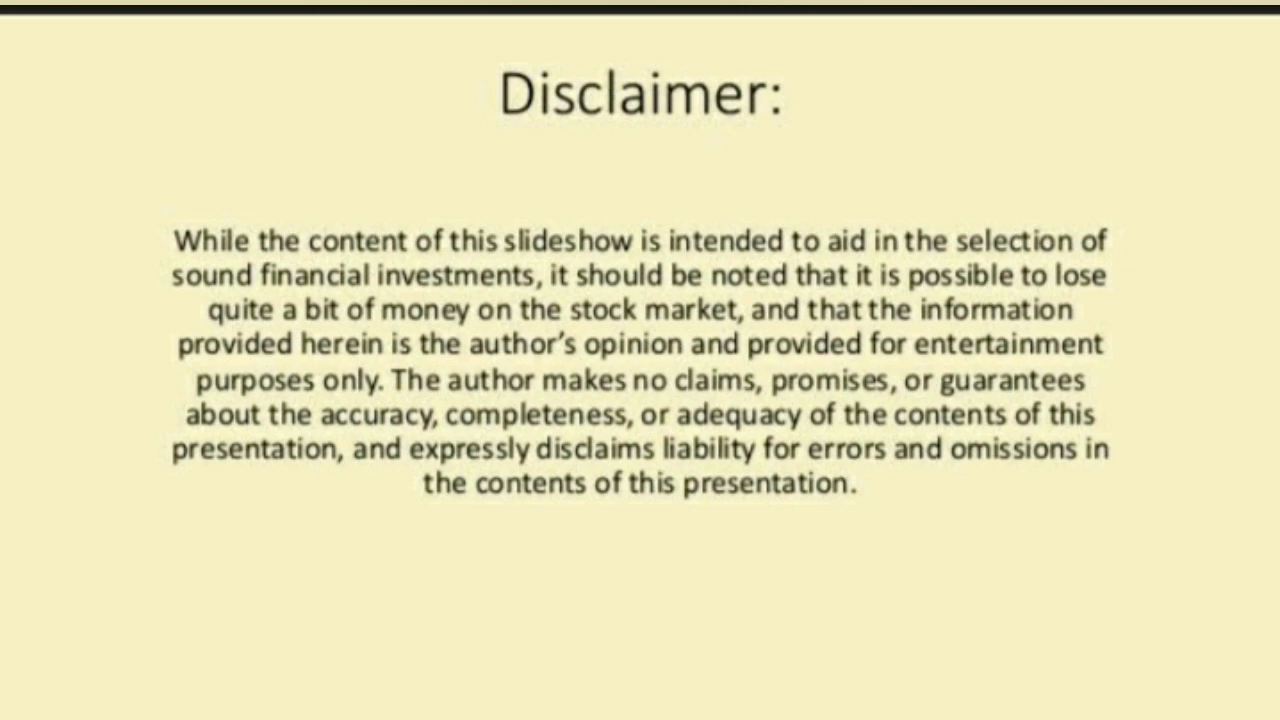 Disclaimer:
While the content of this slideshow is intended to aid in the selection of
sound financial investments, it should be noted that it is possible to lose
quite a bit of money on the stock market, and that the information
provided herein is the author’s opinion and provided for entertainment
purposes only. The author makes no claims, promises, or guarantees
about the accuracy, completeness, or adequacy of the contents of this
presentation, and expressly disclaims liability for errors and omissions in
the contents of this presentation.